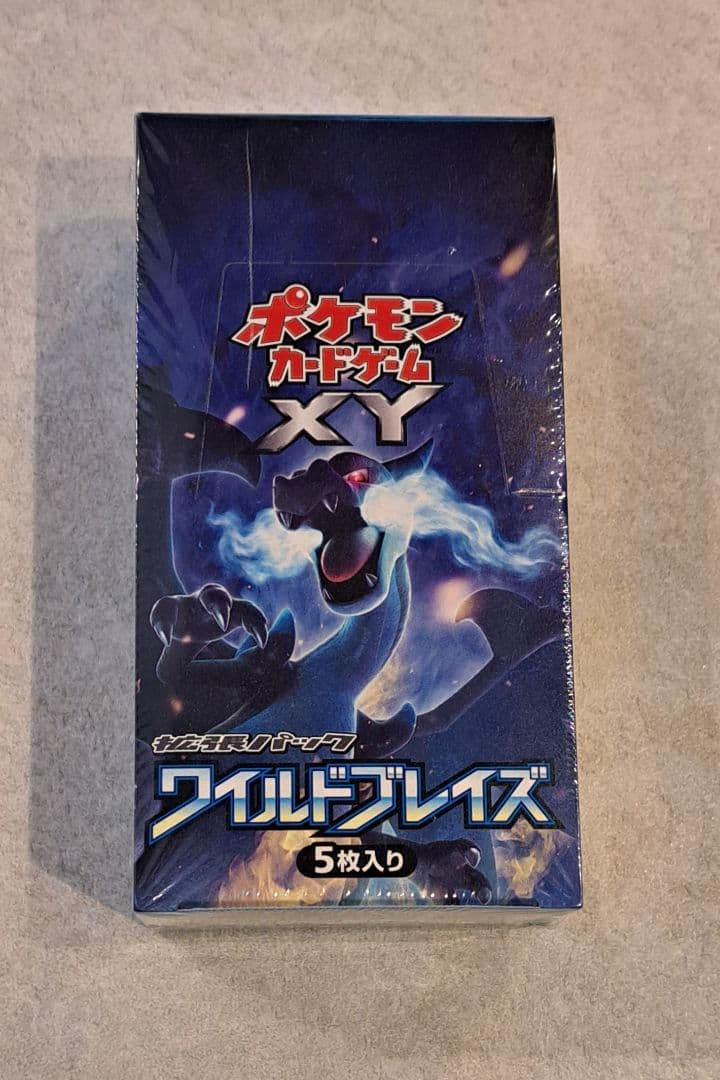 ポケモン
カードゲーム
XY
拡張パック
ワイルドブレイズ
5枚入り